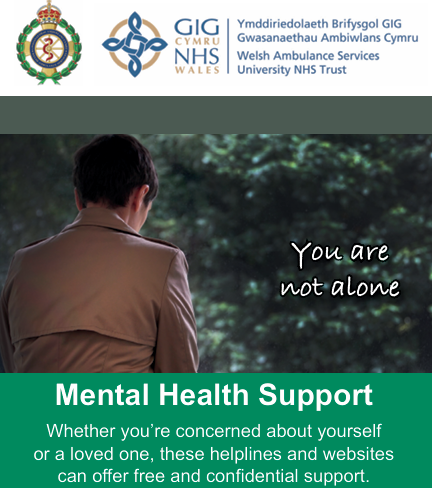 GIG
CYMRU
NHS
WALES
Ymddiriedolaeth Brifysgol GIG
Gwasanaethau Ambiwlans Cymru
Welsh Ambulance Services
University NHS Trust
You are
not alone
Mental Health Support
Whether you’re concerned about yourself
or a loved one, these helplines and websites
can offer free and confidential support.